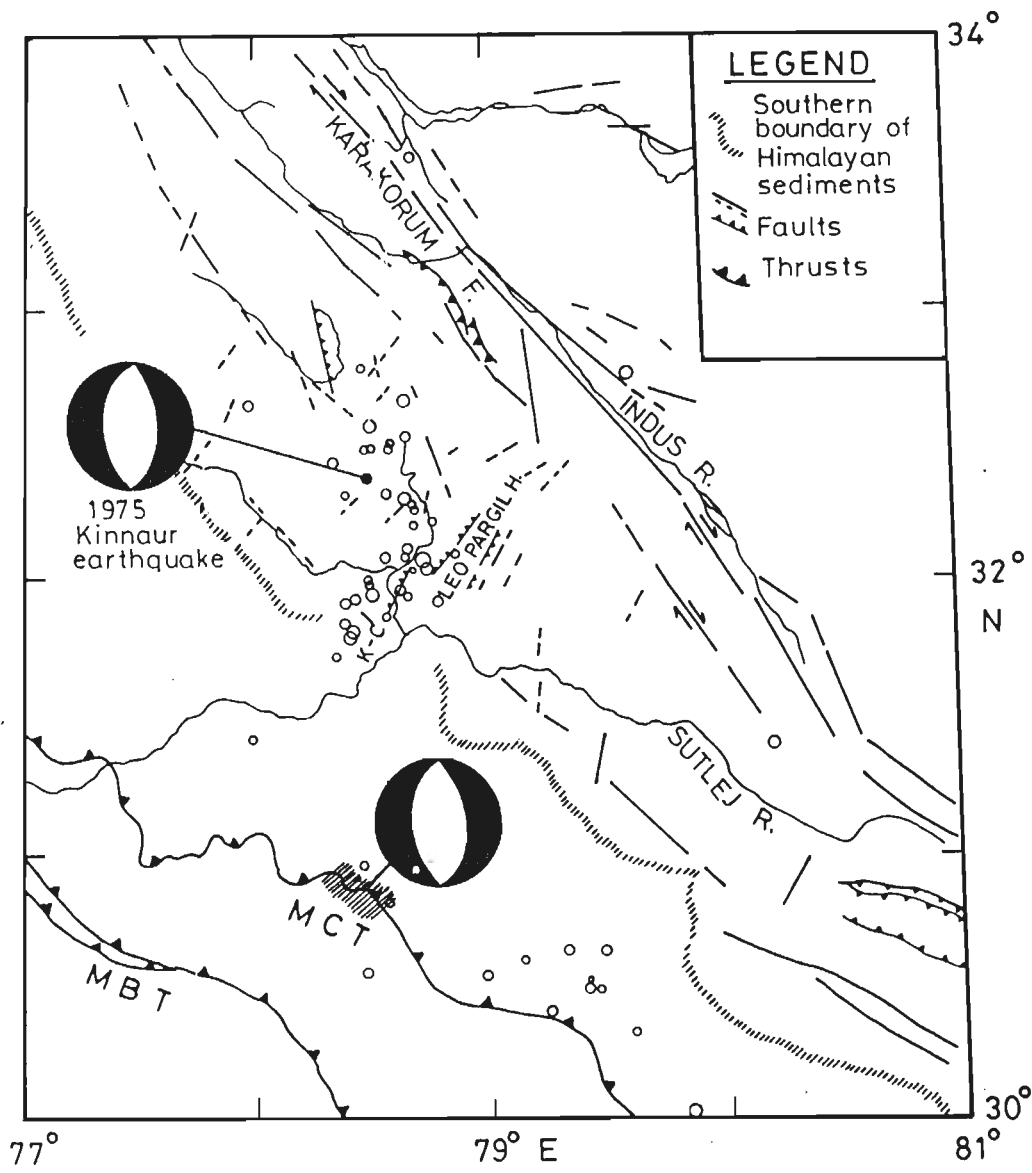 34°
LEGEND
Southern
boundary of
Himalayan
sediments
Faults
Thrusts
KARAKORUM F.
INDUS R.
1975
Kinnaur
earthquake
LEO PARGIL H.
32°
N
K-C
SUTLEJ R.
MCT
MBT
30°
77°
79° E
81°